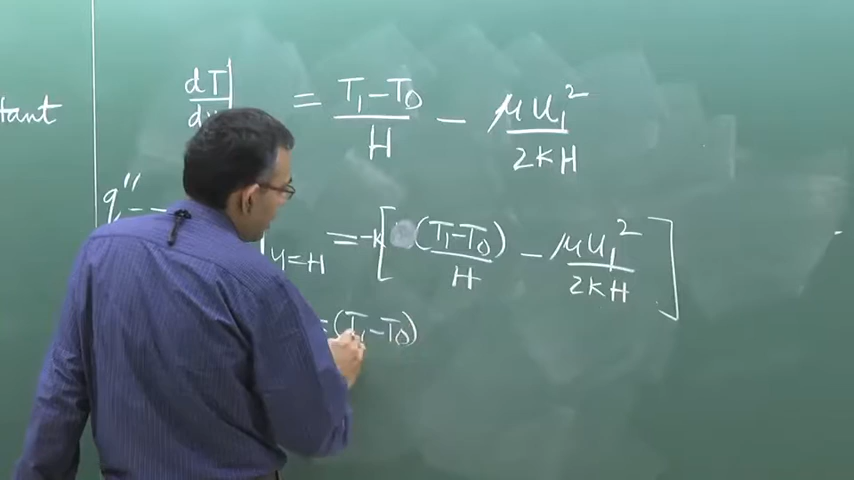 tant
dT/dy | = (T₁-T₀)/H - μU₁²/2KH
q'' - y=H = -K[(T₁-T₀)/H - μU₁²/2KH]
=(T₁-T₀)